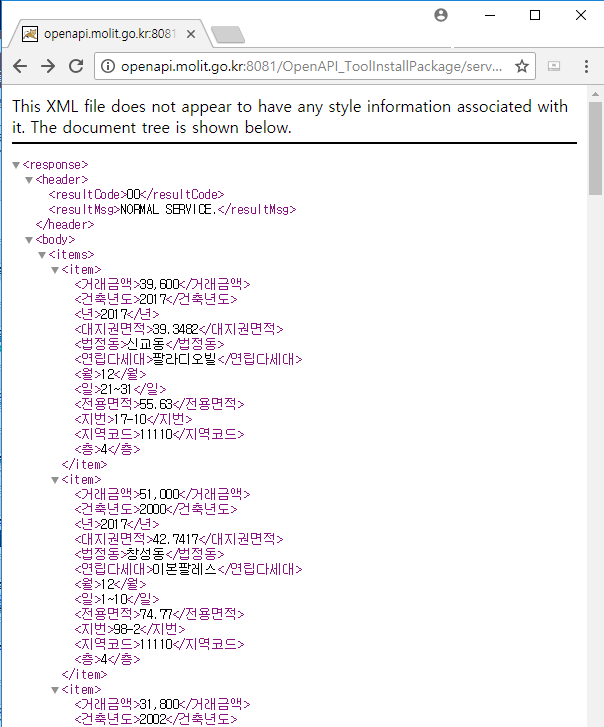 openapi.molit.go.kr:8081
openapi.molit.go.kr:8081/OpenAPI_ToolInstallPackage/serv...
This XML file does not appear to have any style information associated with
it. The document tree is shown below.
▼<response>
▼<header>
<resultCode>00</resultCode>
<resultMsg>NORMAL SERVICE.</resultMsg>
</header>
▼<body>
▼<items>
▼<item>
<거래금액>39,600</거래금액>
<건축년도>2017</건축년도>
<년>2017</년>
<대지권면적>39.3482</대지권면적>
<법정동>신교동</법정동>
<연립다세대>팔라디오빌</연립다세대>
<월>12</월>
<일>21~31</일>
<전용면적>55.63</전용면적>
<지번>17-10</지번>
<지역코드>11110</지역코드>
<층>4</층>
</item>
▼<item>
<거래금액>51,000</거래금액>
<건축년도>2000</건축년도>
<년>2017</년>
<대지권면적>42.7417</대지권면적>
<법정동>창성동</법정동>
<연립다세대>이본팔레스</연립다세대>
<월>12</월>
<일>1~10</일>
<전용면적>74.77</전용면적>
<지번>98-2</지번>
<지역코드>11110</지역코드>
<층>4</층>
</item>
▼<item>
<거래금액>31,800</거래금액>
<건축년도>2002</건축년도>